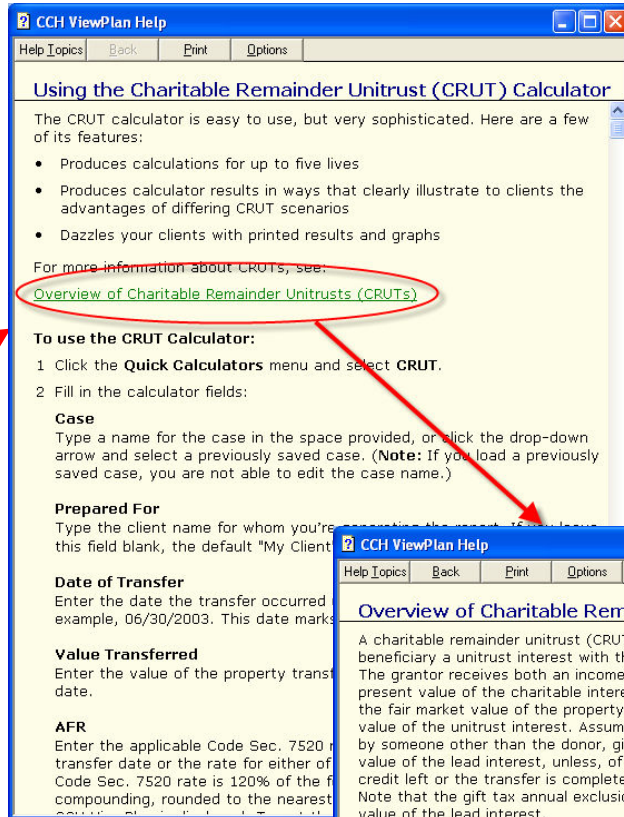 CCH ViewPlan Help
Help Topics Back Print Options
Using the Charitable Remainder Unitrust (CRUT) Calculator
The CRUT calculator is easy to use, but very sophisticated. Here are a few
of its features:
• Produces calculations for up to five lives
• Produces calculator results in ways that clearly illustrate to clients the
advantages of differing CRUT scenarios
• Dazzles your clients with printed results and graphs
For more information about CRUTs, see:
Overview of Charitable Remainder Unitrusts (CRUTs)
To use the CRUT Calculator:
1 Click the Quick Calculators menu and select CRUT.
2 Fill in the calculator fields:
Case
Type a name for the case in the space provided, or click the drop-down
arrow and select a previously saved case. (Note: If you load a previously
saved case, you are not able to edit the case name.)
Prepared For
Type the client name for whom you're generating the report. If you leave
this field blank, the default "My Client"
Date of Transfer
Enter the date the transfer occurred
example, 06/30/2003. This date marks
Value Transferred
Enter the value of the property transf
date.
AFR
Enter the applicable Code Sec. 7520 r
transfer date or the rate for either of
Code Sec. 7520 rate is 120% of the f
compounding, rounded to the nearest
CCH ViewPlan Help
Help Topics Back Print Options
Overview of Charitable Rem
A charitable remainder unitrust (CRUT
beneficiary a unitrust interest with th
The grantor receives both an income
present value of the charitable intere
the fair market value of the property
value of the unitrust interest. Assum
by someone other than the donor, gi
value of the lead interest, unless, of
credit left or the transfer is complete
Note that the gift tax annual exclusio
value of the lead interest.